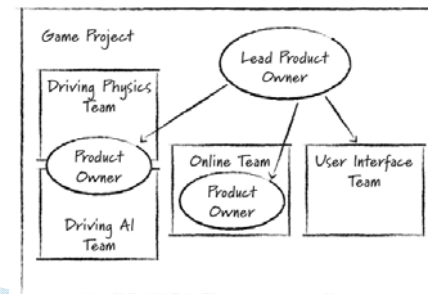 Game Project
Lead Product
Owner
Driving Physics
Team
Product
Owner
Driving AI
Team
Online Team
Product
Owner
User Interface
Team